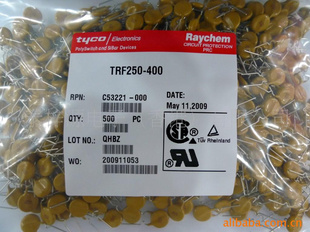 tyco
Electronics
PolySwitch and SiBar Devices
Raychem
CIRCUIT PROTECTION
PRC
TRF250-400
RPN: C53221-000
QTY: 500 PC
LOT NO.: QHBZ
WO: 200911053
DATE:
May 11,2009
TÜV Rheinland